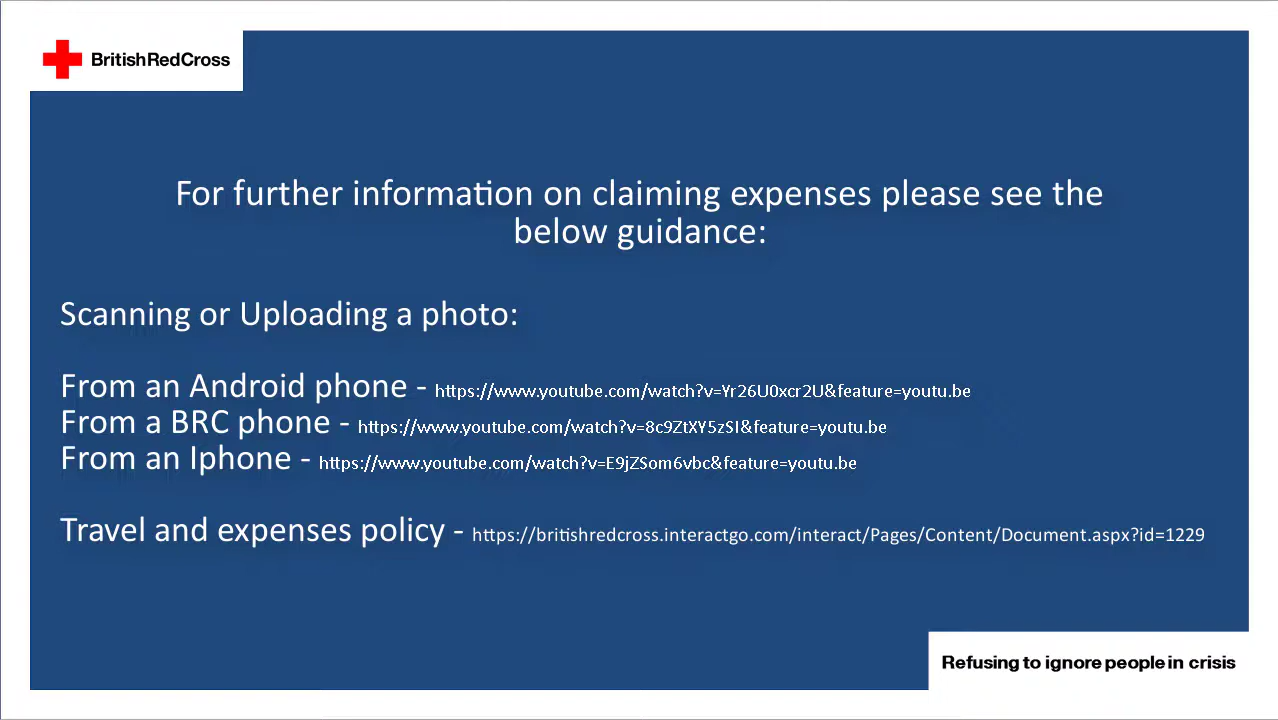 BritishRedCross
For further information on claiming expenses please see the
below guidance:
Scanning or Uploading a photo:
From an Android phone - https://www.youtube.com/watch?v=Yr26U0xcr2U&feature=youtu.be
From a BRC phone - https://www.youtube.com/watch?v=8c9ZtXY5zSI&feature=youtu.be
From an Iphone - https://www.youtube.com/watch?v=E9jZSom6vbc&feature=youtu.be
Travel and expenses policy - https://britishredcross.interactgo.com/interact/Pages/Content/Document.aspx?id=1229
Refusing to ignore people in crisis